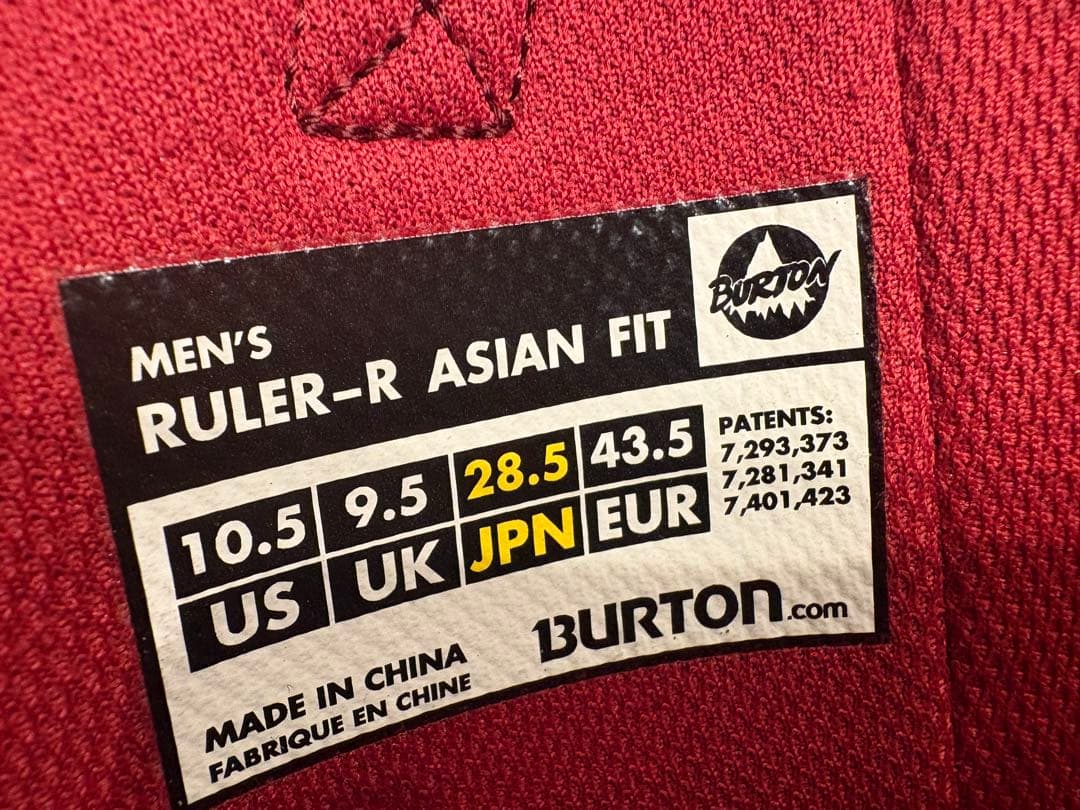 BURTON
MEN'S
RULER-R ASIAN FIT
10.5 9.5 28.5 43.5
US UK JPN EUR
PATENTS:
7,293,373
7,281,341
7,401,423
BURTON.com
MADE IN CHINA
FABRIQUE EN CHINE